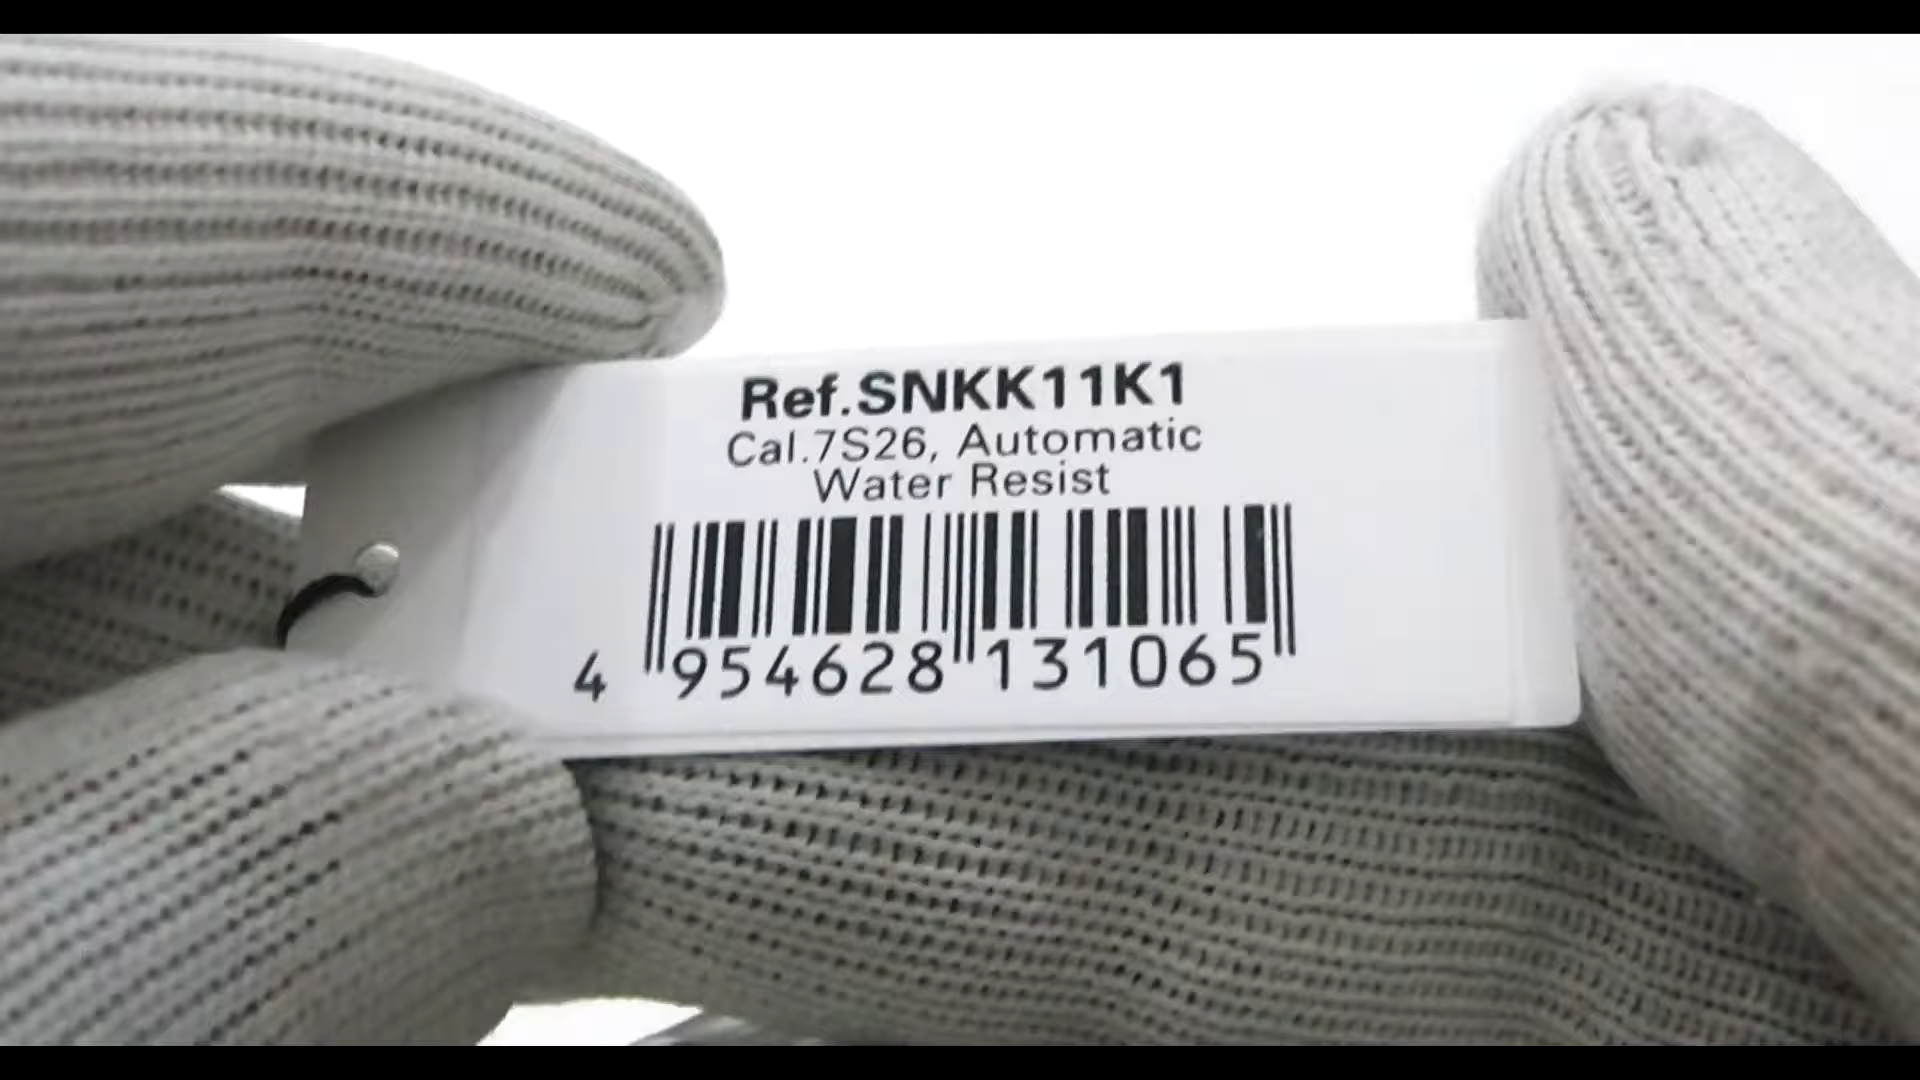 Ref.SNKK11K1
Cal.7S26, Automatic
Water Resist
4 954628 131065